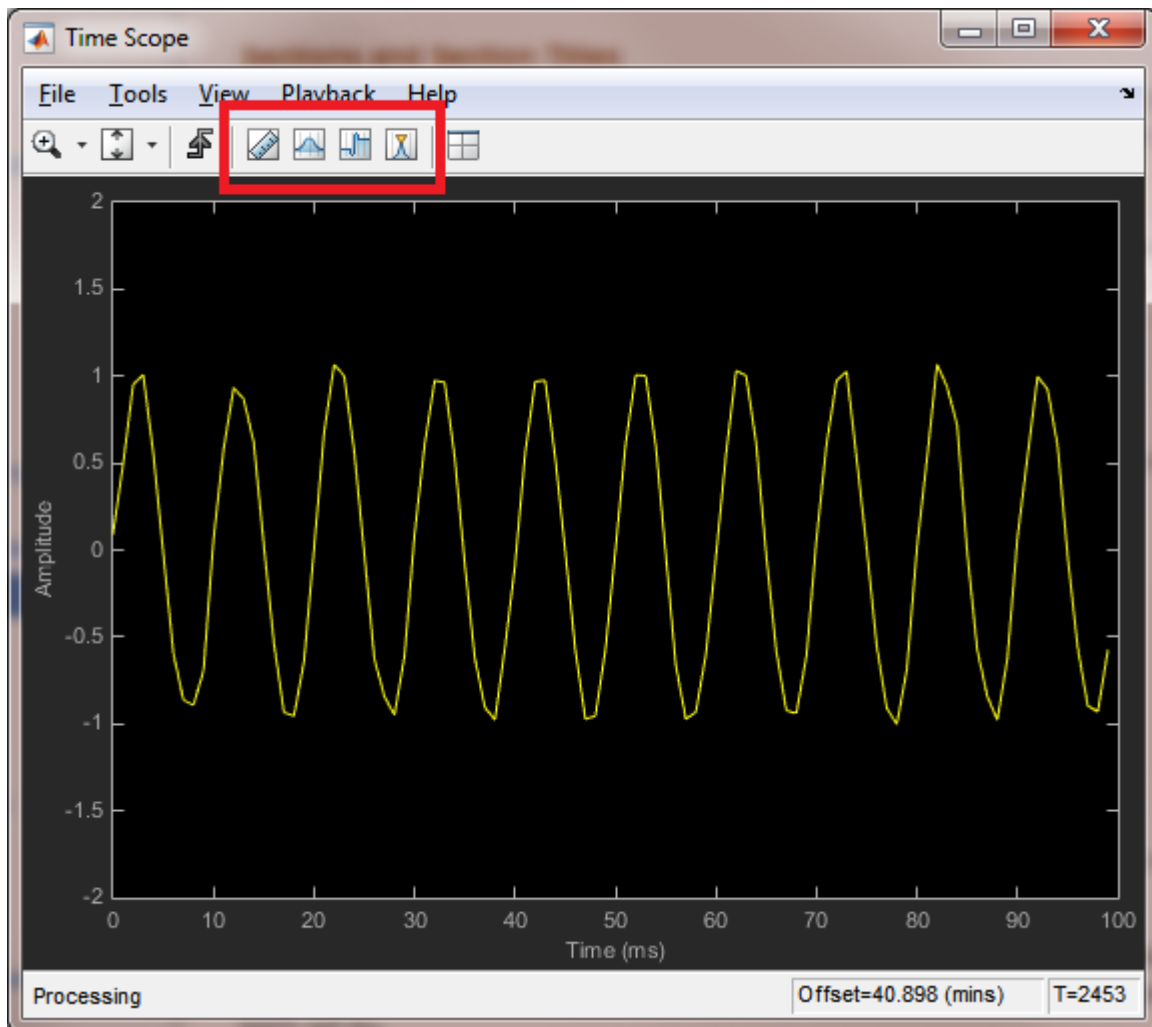 Time Scope
File Tools View Playback Help
2
1.5
1
0.5
0
-0.5
-1
-1.5
-2
Amplitude
0 10 20 30 40 50 60 70 80 90 100
Time (ms)
Processing Offset=40.898 (mins) T=2453